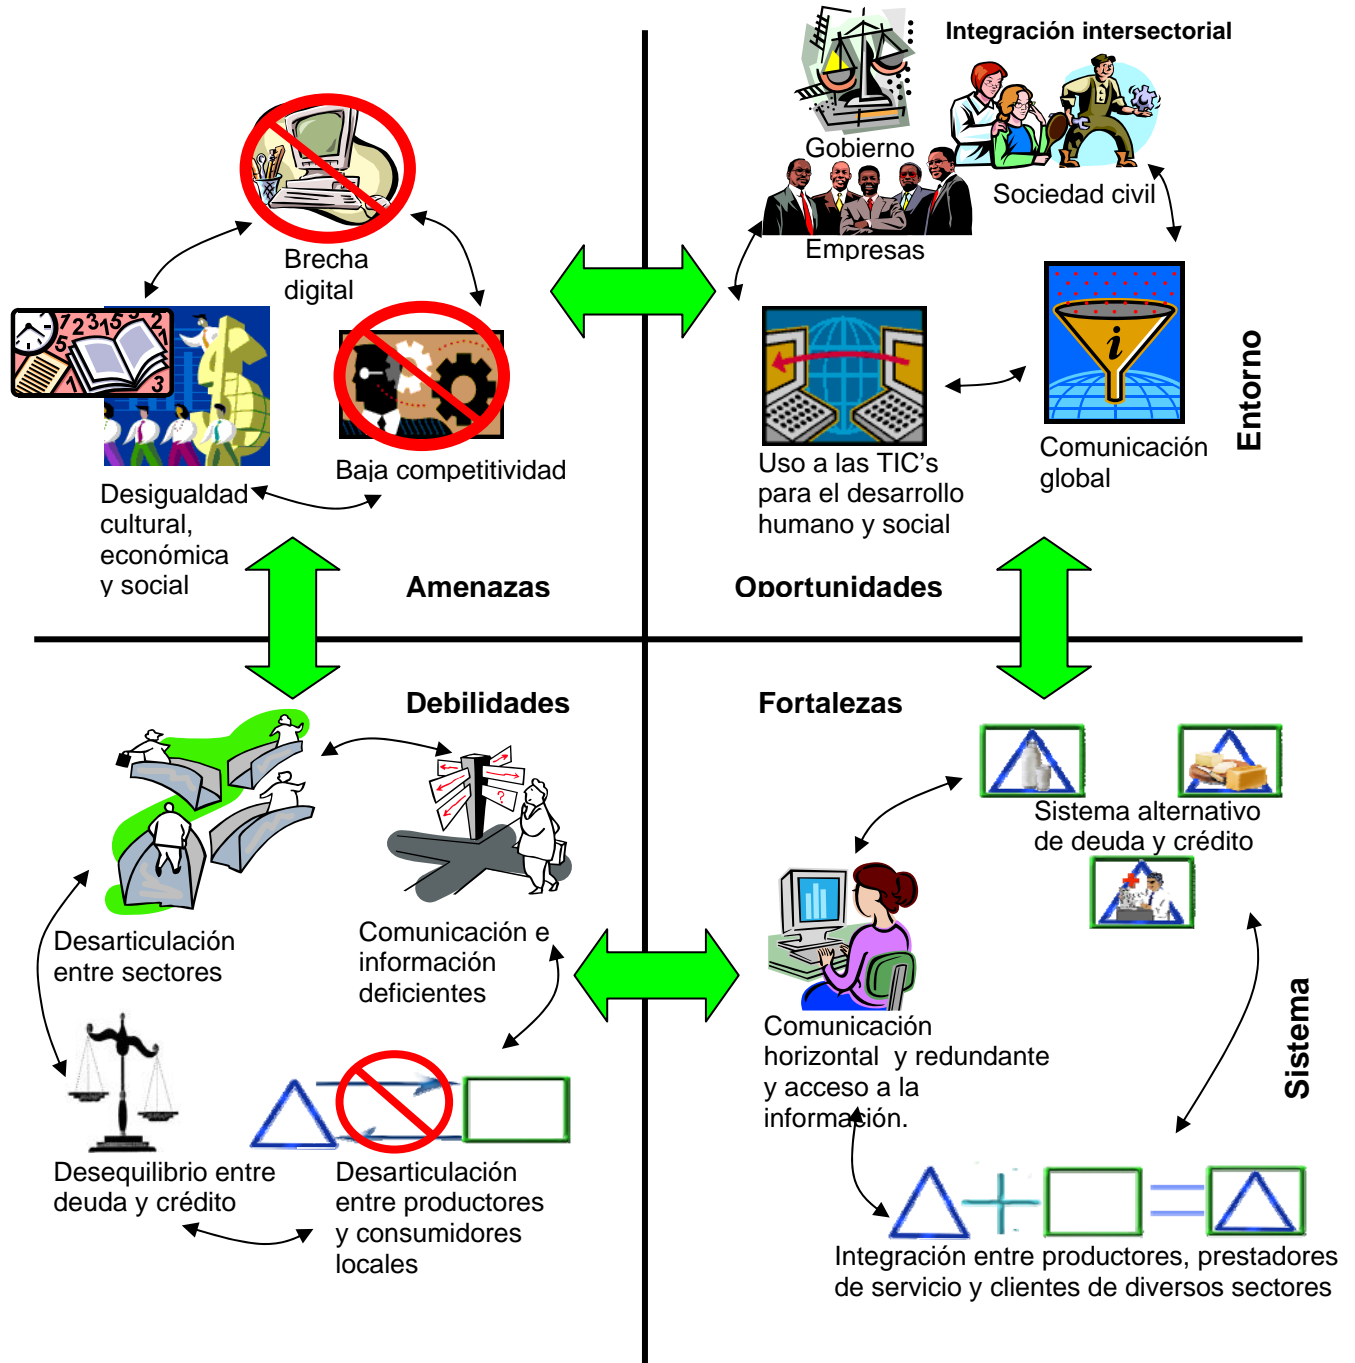 Integración intersectorial
Gobierno
Sociedad civil
Empresas
Brecha
digital
Baja competitividad
Desigualdad
cultural,
económica
y social
Amenazas
Uso a las TIC's
para el desarrollo
humano y social
i
Comunicación
global
Oportunidades
Entorno
Debilidades
Desarticulación
entre sectores
?
Comunicación e
información
deficientes
Desequilibrio entre
deuda y crédito
Desarticulación
entre productores
y consumidores
locales
Fortalezas
Sistema alternativo
de deuda y crédito
Comunicación
horizontal y redundante
y acceso a la
información.
Sistema
Integración entre productores, prestadores
de servicio y clientes de diversos sectores